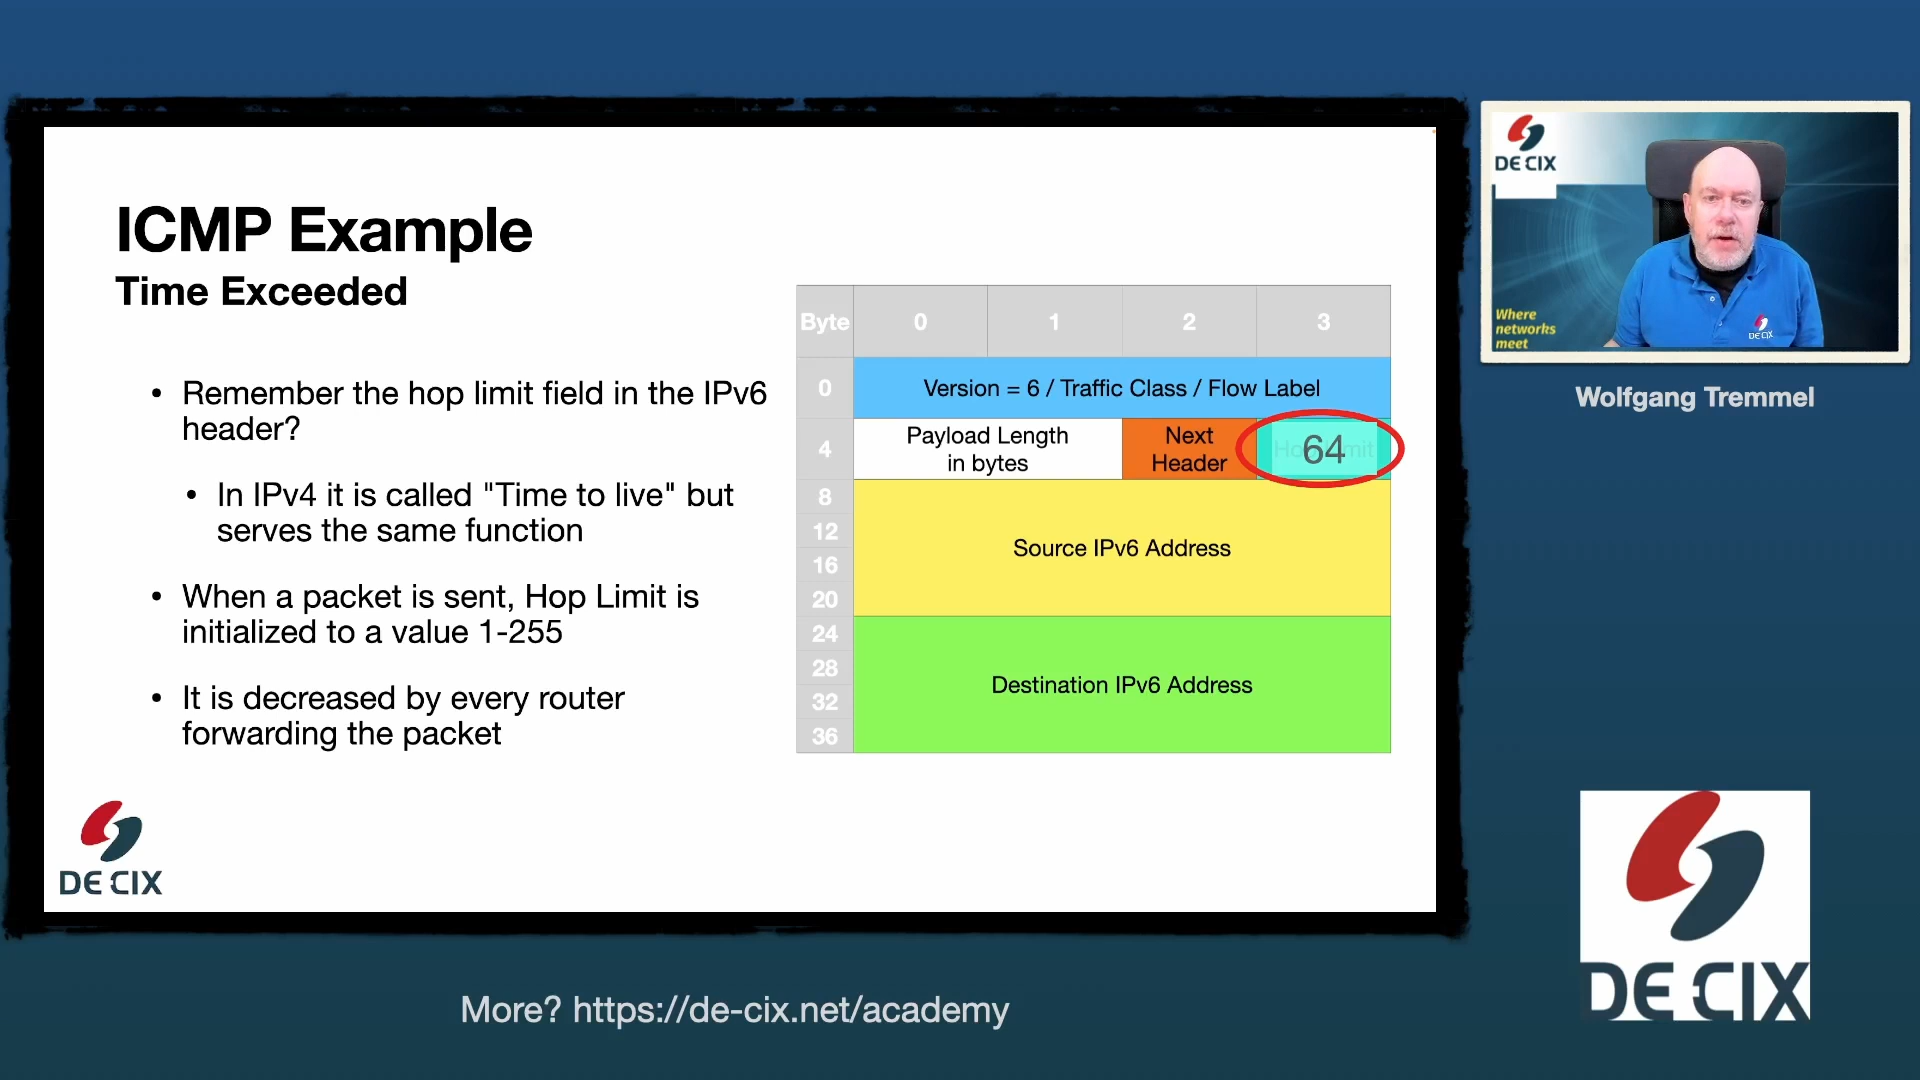 ICMP Example
Time Exceeded
• Remember the hop limit field in the IPv6
header?
• In IPv4 it is called "Time to live" but
serves the same function
• When a packet is sent, Hop Limit is
initialized to a value 1-255
• It is decreased by every router
forwarding the packet
Byte 0 1 2 3
0 Version = 6 / Traffic Class / Flow Label
4 Payload Length
in bytes
Next
Header
Hop Limit
64
8
12
16
20
Source IPv6 Address
24
28
32
36
Destination IPv6 Address
DE CIX
DE CIX
Where
networks
meet
DE CIX
Wolfgang Tremmel
DE CIX
More? https://de-cix.net/academy